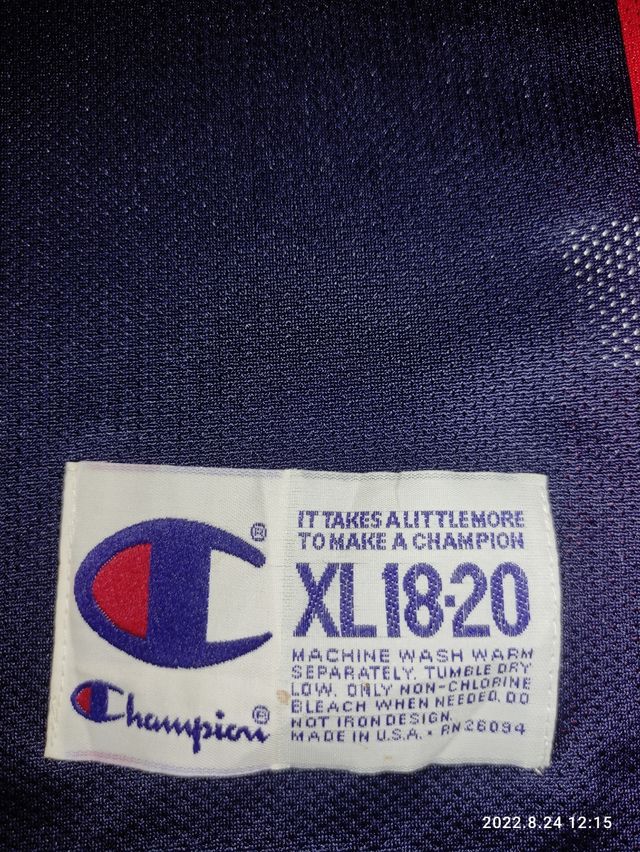 IT TAKES A LITTLE MORE
TO MAKE A CHAMPION
XL 18-20
MACHINE WASH WARM
SEPARATELY. TUMBLE DRY
LOW. ONLY NON-CHLORINE
BLEACH WHEN NEEDED. DO
NOT IRON DESIGN.
MADE IN U.S.A. • RN26094
®
Champion®
2022.8.24 12:15